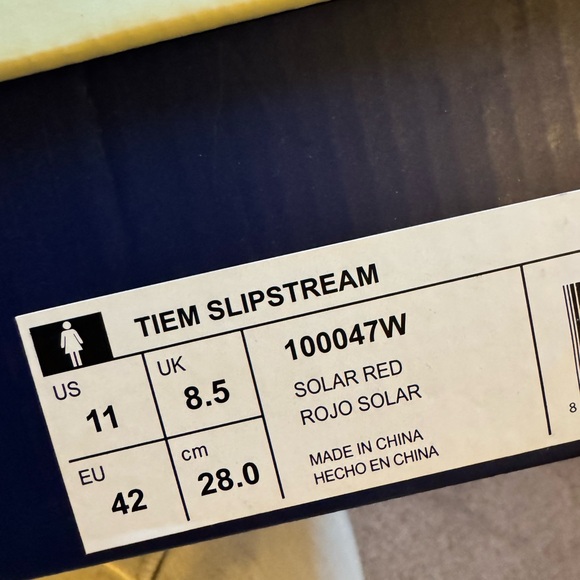 TIEM SLIPSTREAM
US
11
UK
8.5
EU
42
cm
28.0
100047W
SOLAR RED
ROJO SOLAR
MADE IN CHINA
HECHO EN CHINA
8